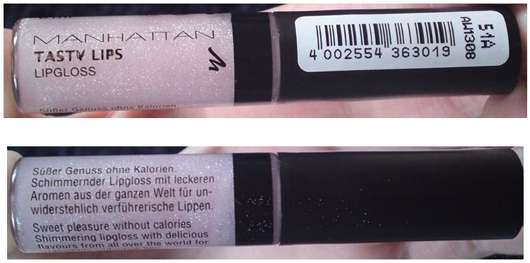 MANHATTAN
TASTY LIPS
LIPGLOSS
M
Süßer Genuss ohne Kalorien.
4 002554 363019
51A
AW1308
Süßer Genuss ohne Kalorien.
Schimmernder Lipgloss mit leckeren
Aromen aus der ganzen Welt für un-
widerstehlich verführerische Lippen.
Sweet pleasure without calories
Shimmering lipgloss with delicious
flavours from all over the world for